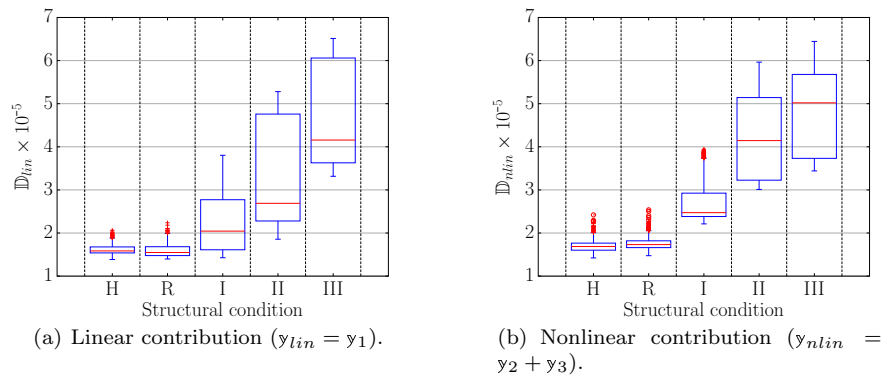 7
6
5
4
3
2
1
𝔻lin × 10-5
H R I II III
Structural condition
(a) Linear contribution (𝕪lin = 𝕪1).
7
6
5
4
3
2
1
𝔻nlin × 10-5
H R I II III
Structural condition
(b) Nonlinear contribution (𝕪nlin =
𝕪2 + 𝕪3).